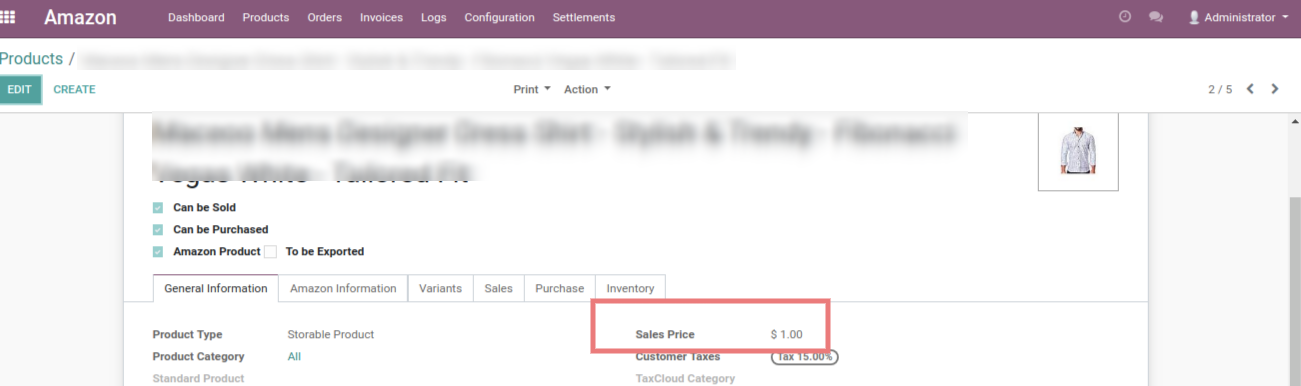 Amazon Dashboard Products Orders Invoices Logs Configuration Settlements Administrator
Products /
EDIT CREATE Print Action 2 / 5
Can be Sold
Can be Purchased
Amazon Product To be Exported
General Information Amazon Information Variants Sales Purchase Inventory
Product Type Storable Product Sales Price $ 1.00
Product Category All Customer Taxes Tax 15.00%
Standard Product TaxCloud Category